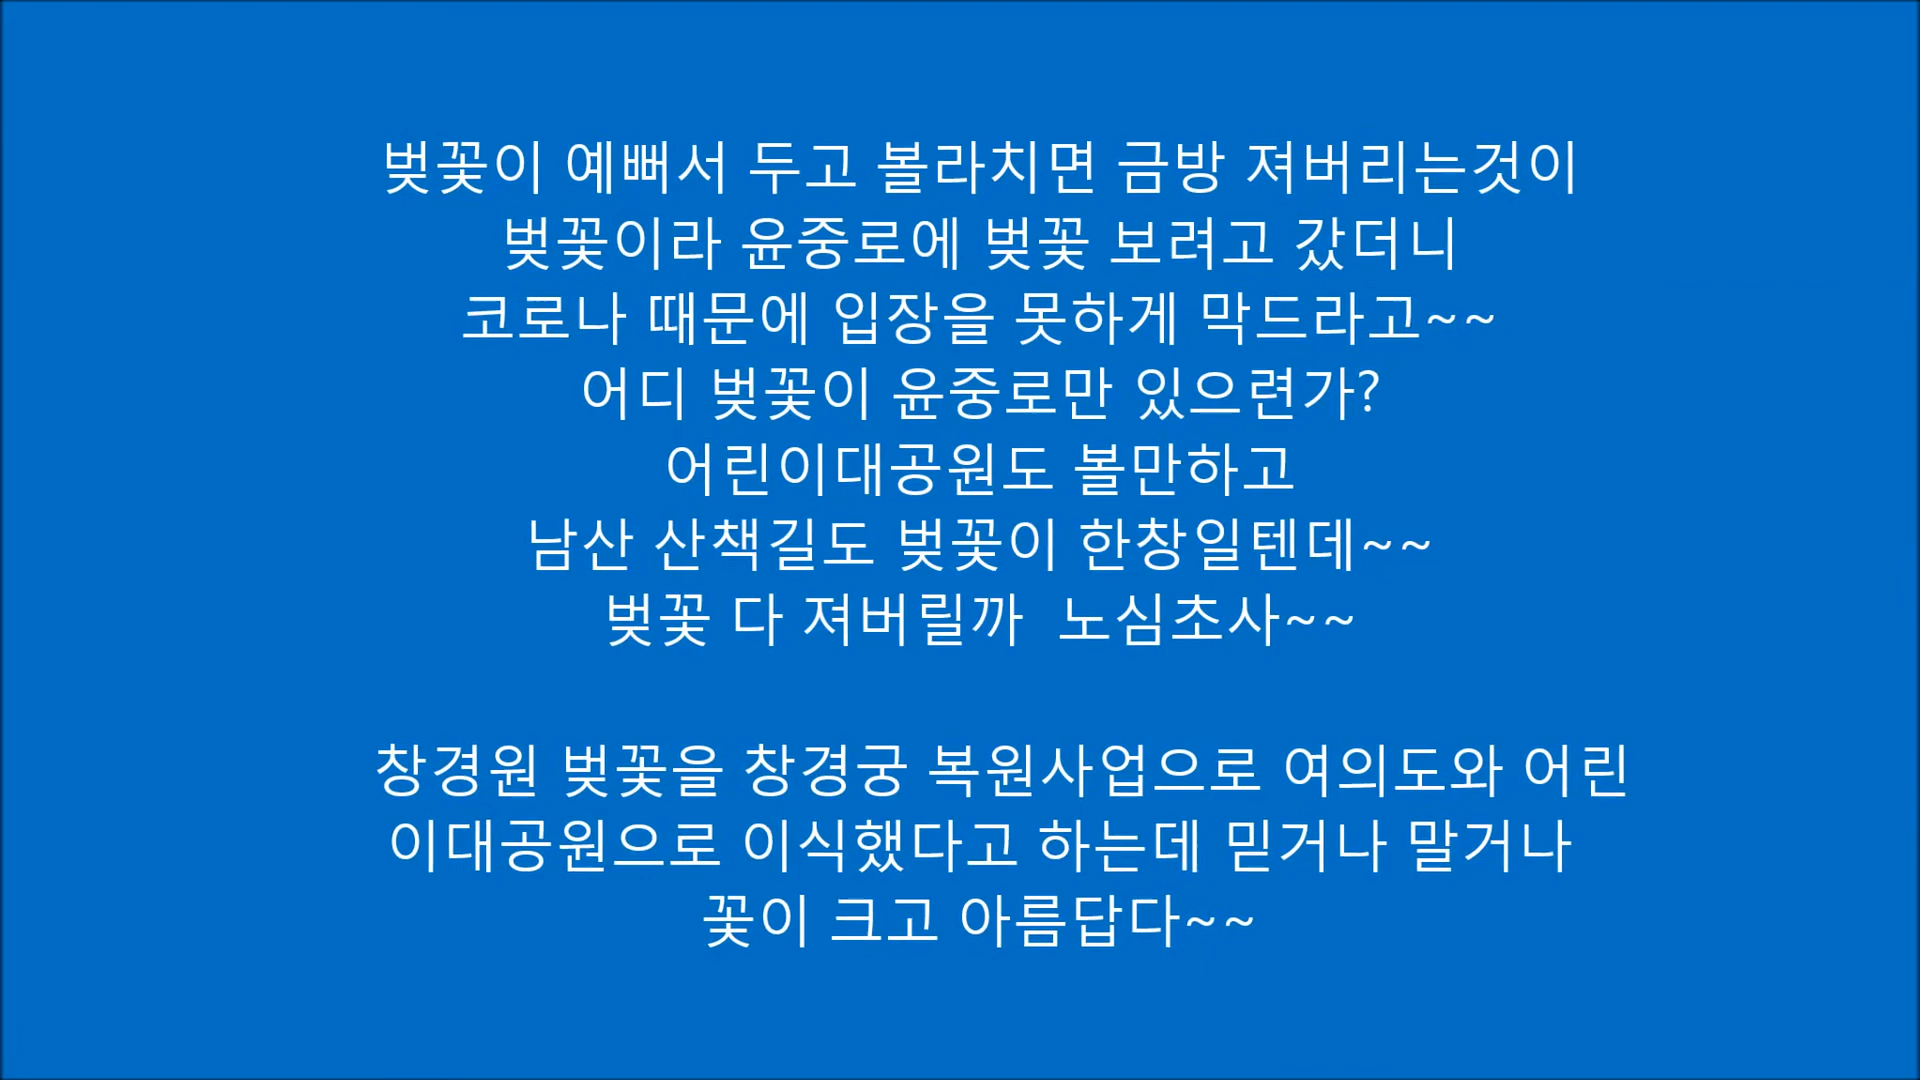 벚꽃이 예뻐서 두고 볼라치면 금방 져버리는것이
벚꽃이라 윤중로에 벚꽃 보려고 갔더니
코로나 때문에 입장을 못하게 막드라고~~
어디 벚꽃이 윤중로만 있으련가?
어린이대공원도 볼만하고
남산 산책길도 벚꽃이 한창일텐데~~
벚꽃 다 져버릴까  노심초사~~

창경원 벚꽃을 창경궁 복원사업으로 여의도와 어린
이대공원으로 이식했다고 하는데 믿거나 말거나
꽃이 크고 아름답다~~